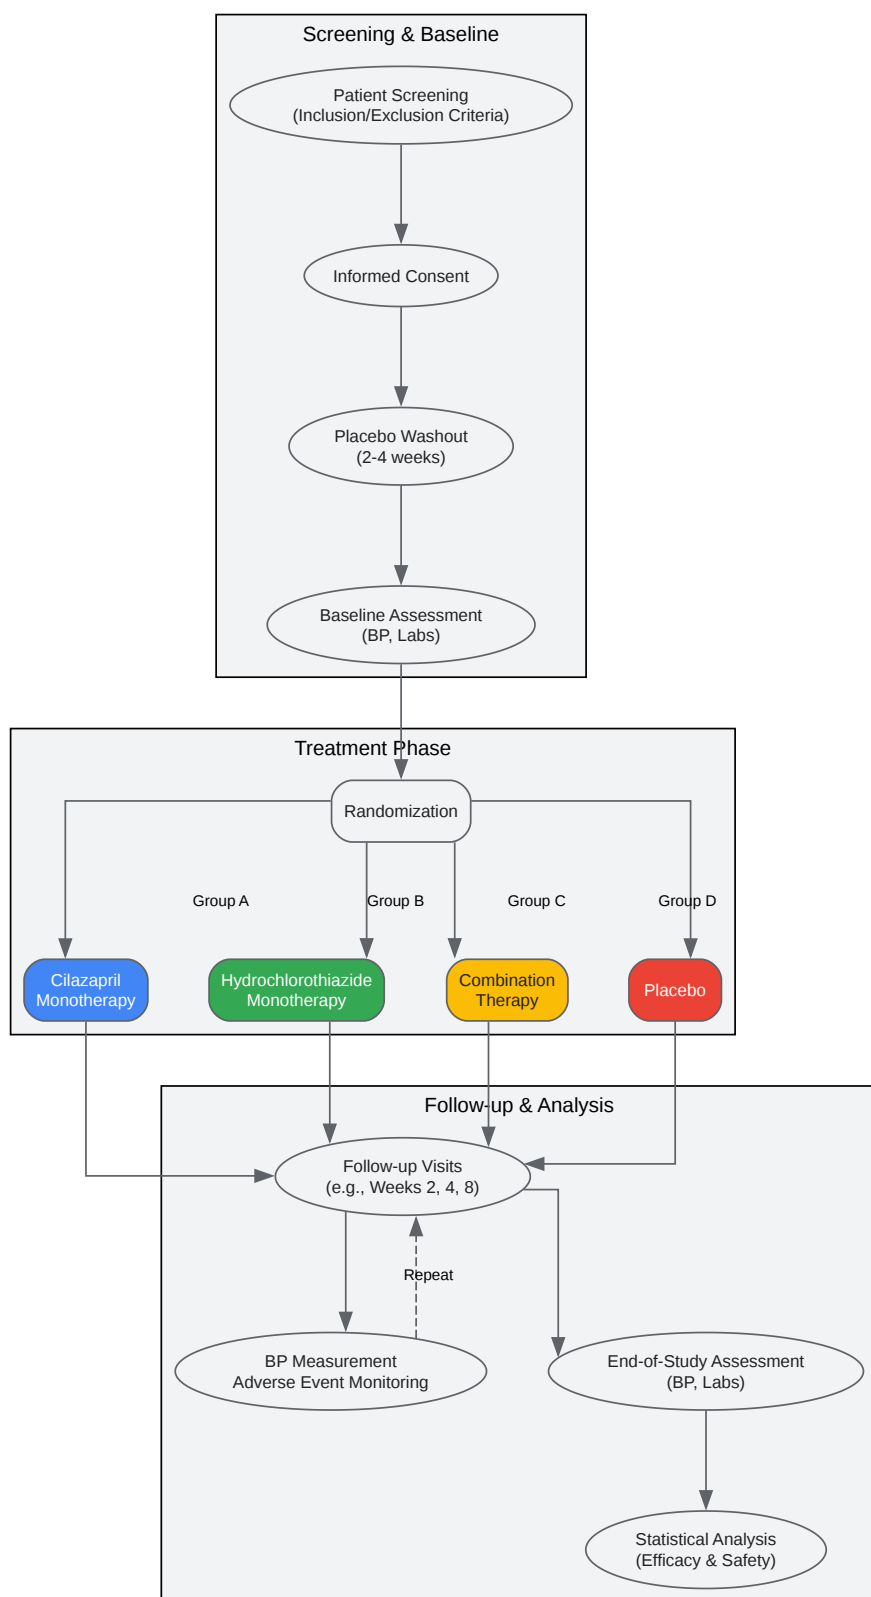 Screening & Baseline
Patient Screening
(Inclusion/Exclusion Criteria)
Informed Consent
Placebo Washout
(2-4 weeks)
Baseline Assessment
(BP, Labs)
Treatment Phase
Randomization
Group A
Group B
Group C
Group D
Cilazapril
Monotherapy
Hydrochlorothiazide
Monotherapy
Combination
Therapy
Placebo
Follow-up & Analysis
Follow-up Visits
(e.g., Weeks 2, 4, 8)
Repeat
BP Measurement
Adverse Event Monitoring
End-of-Study Assessment
(BP, Labs)
Statistical Analysis
(Efficacy & Safety)